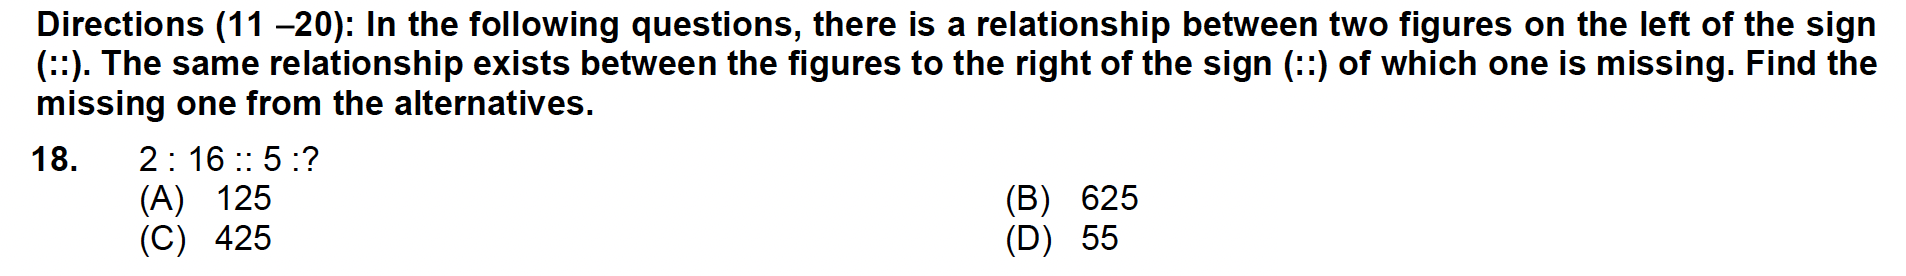 Directions (11 –20): In the following questions, there is a relationship between two figures on the left of the sign
(::). The same relationship exists between the figures to the right of the sign (::) of which one is missing. Find the
missing one from the alternatives.
18. 2 : 16 :: 5 :?
(A) 125 (B) 625
(C) 425 (D) 55